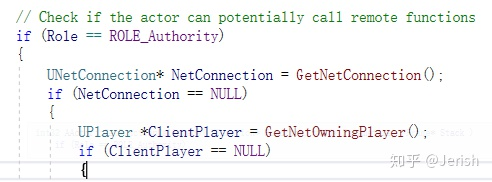 // Check if the actor can potentially call remote functions
if (Role == ROLE_Authority)
{
UNetConnection* NetConnection = GetNetConnection();
if (NetConnection == NULL)
{
UPlayer *ClientPlayer = GetNetOwningPlayer();
if (ClientPlayer == NULL)
{
知乎 @Jerish